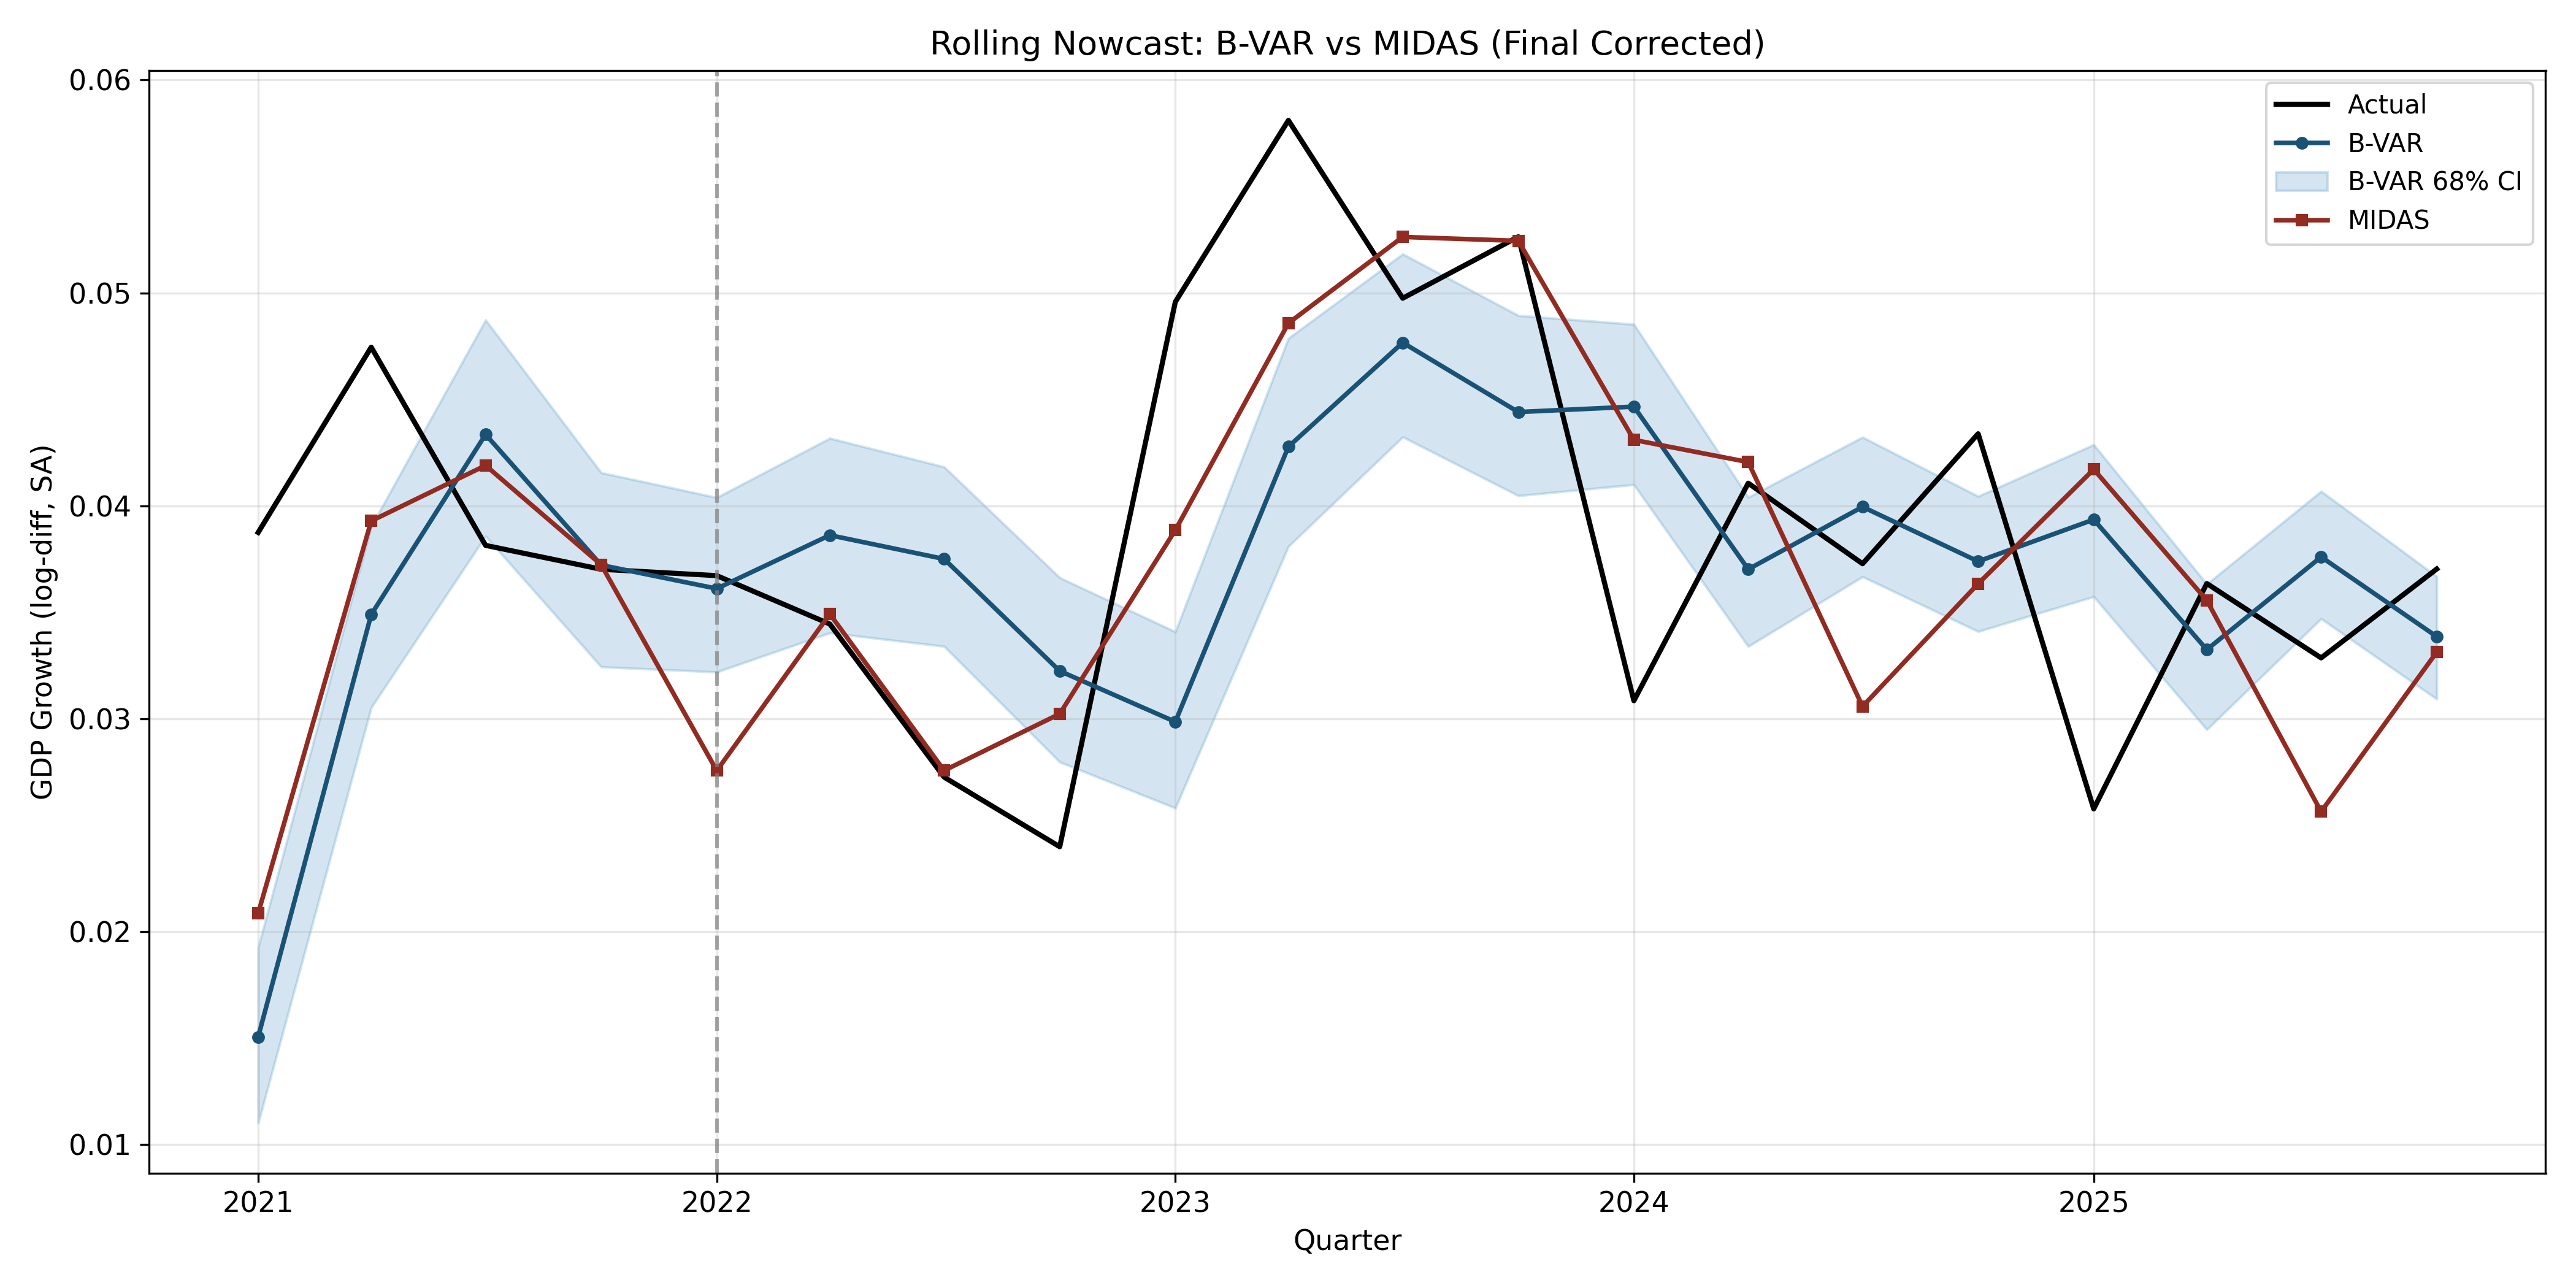 Rolling Nowcast: B-VAR vs MIDAS (Final Corrected)
Actual
B-VAR
B-VAR 68% CI
MIDAS
GDP Growth (log-diff, SA)
0.06
0.05
0.04
0.03
0.02
0.01
2021 2022 2023 2024 2025
Quarter